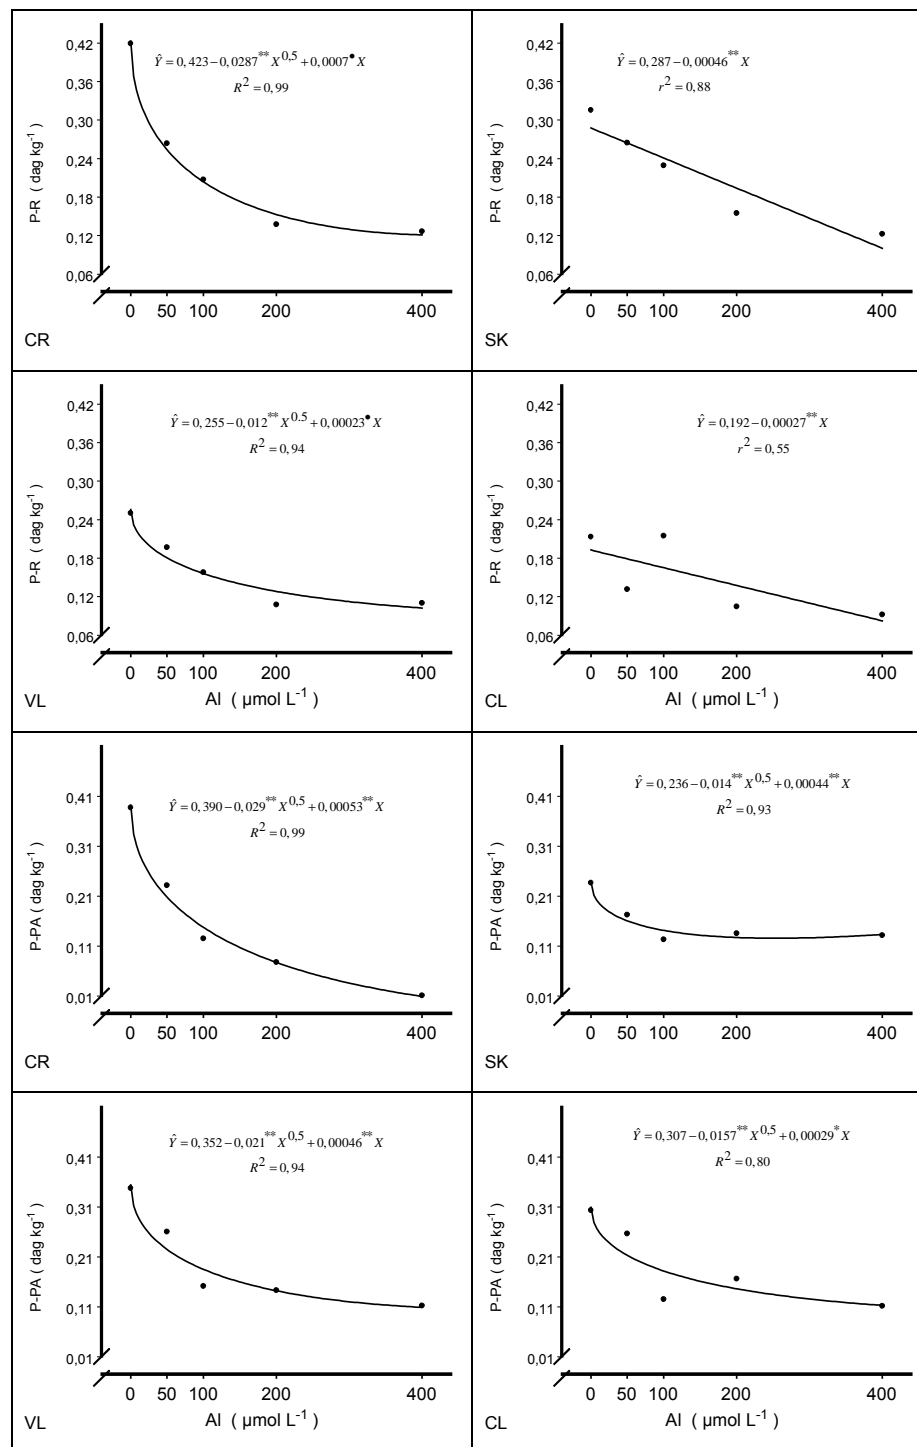 Ŷ = 0,423−0,0287** X^0,5 + 0,0007• X
R² = 0,99
P-R ( dag kg-1 )
0,42
0,36
0,30
0,24
0,18
0,12
0,06
0 50 100 200 400
CR
Ŷ = 0,287−0,00046** X
r² = 0,88
P-R ( dag kg-1 )
0,42
0,36
0,30
0,24
0,18
0,12
0,06
0 50 100 200 400
SK
Ŷ = 0,255−0,012** X^0.5 + 0,00023• X
R² = 0,94
P-R ( dag kg-1 )
0,42
0,36
0,30
0,24
0,18
0,12
0,06
0 50 100 200 400
VL Al ( µmol L-1 )
Ŷ = 0,192−0,00027** X
r² = 0,55
P-R ( dag kg-1 )
0,42
0,36
0,30
0,24
0,18
0,12
0,06
0 50 100 200 400
CL Al ( µmol L-1 )
Ŷ = 0,390−0,029** X^0,5 + 0,00053** X
R² = 0,99
P-PA ( dag kg-1 )
0,41
0,31
0,21
0,11
0,01
0 50 100 200 400
CR
Ŷ = 0,236−0,014** X^0,5 + 0,00044** X
R² = 0,93
P-PA ( dag kg-1 )
0,41
0,31
0,21
0,11
0,01
0 50 100 200 400
SK
Ŷ = 0,352−0,021** X^0,5 + 0,00046** X
R² = 0,94
P-PA ( dag kg-1 )
0,41
0,31
0,21
0,11
0,01
0 50 100 200 400
VL Al ( µmol L-1 )
Ŷ = 0,307−0,0157** X^0,5 + 0,00029* X
R² = 0,80
P-PA ( dag kg-1 )
0,41
0,31
0,21
0,11
0,01
0 50 100 200 400
CL Al ( µmol L-1 )